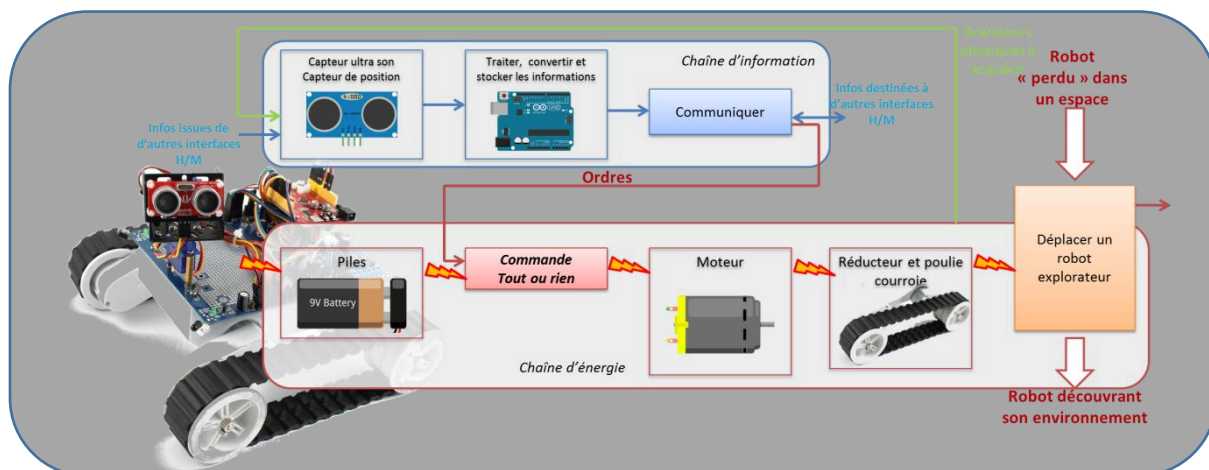 Capteur ultra son
Capteur de position
Traiter, convertir et
stocker les informations
Chaîne d’information
Grandeurs
physiques à
acquérir
Robot
« perdu » dans
un espace
Infos issues de
d’autres interfaces
H/M
Communiquer
Infos destinées à
d’autres interfaces
H/M
Ordres
Piles
9V Battery
Commande
Tout ou rien
Moteur
Réducteur et poulie
courroie
Déplacer un
robot
explorateur
Chaîne d’énergie
Robot découvrant
son environnement